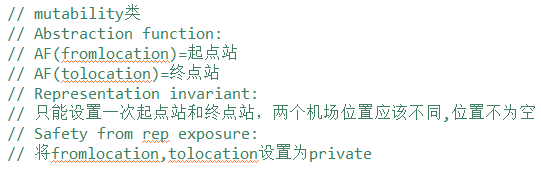 // mutability类
// Abstraction function:
// AF(fromlocation)=起点站
// AF(tolocation)=终点站
// Representation invariant:
// 只能设置一次起点站和终点站，两个机场位置应该不同,位置不为空
// Safety from rep exposure:
// 将fromlocation,tolocation设置为private